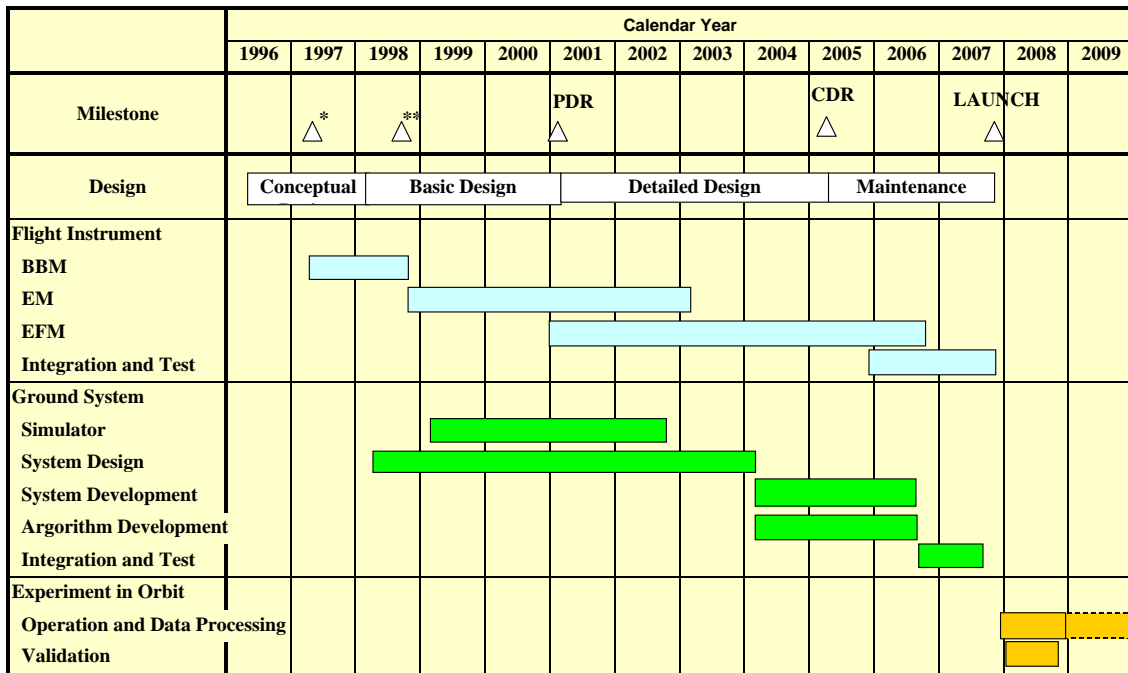 Calendar Year
1996 1997 1998 1999 2000 2001 2002 2003 2004 2005 2006 2007 2008 2009
Milestone
*
**
PDR
CDR
LAUNCH
Design
Conceptual
Basic Design
Detailed Design
Maintenance
Flight Instrument
BBM
EM
EFM
Integration and Test
Ground System
Simulator
System Design
System Development
Argorithm Development
Integration and Test
Experiment in Orbit
Operation and Data Processing
Validation